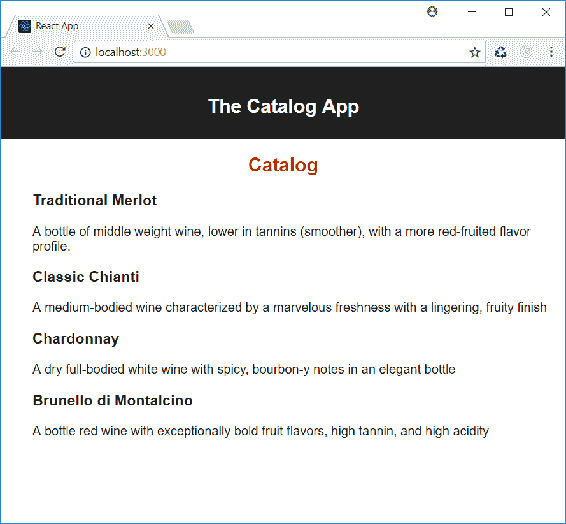 React App
localhost:3000
The Catalog App
Catalog
Traditional Merlot
A bottle of middle weight wine, lower in tannins (smoother), with a more red-fruited flavor
profile.
Classic Chianti
A medium-bodied wine characterized by a marvelous freshness with a lingering, fruity finish
Chardonnay
A dry full-bodied white wine with spicy, bourbon-y notes in an elegant bottle
Brunello di Montalcino
A bottle red wine with exceptionally bold fruit flavors, high tannin, and high acidity